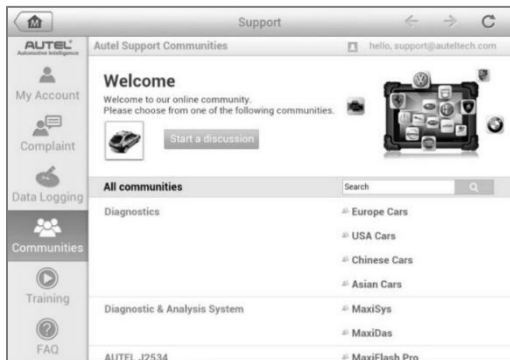 Support
AUTEL
Automotive Intelligence
Autel Support Communities
hello, support@auteltech.com
My Account
Complaint
Data Logging
Communities
Training
FAQ
Welcome
Welcome to our online community.
Please choose from one of the following communities.
Start a discussion
All communities
Search
Diagnostics
Europe Cars
USA Cars
Chinese Cars
Asian Cars
Diagnostic & Analysis System
MaxiSys
MaxiDas
AUTEL J2534
MaxiFlash Pro